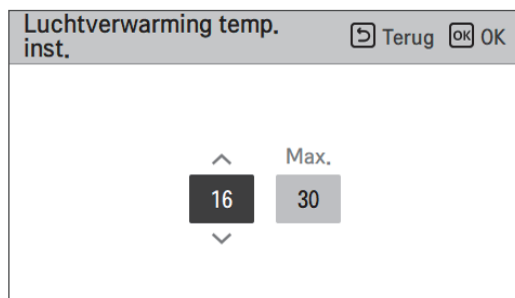 Luchtverwarming temp.
inst.
Terug OK OK
Max.
16 30